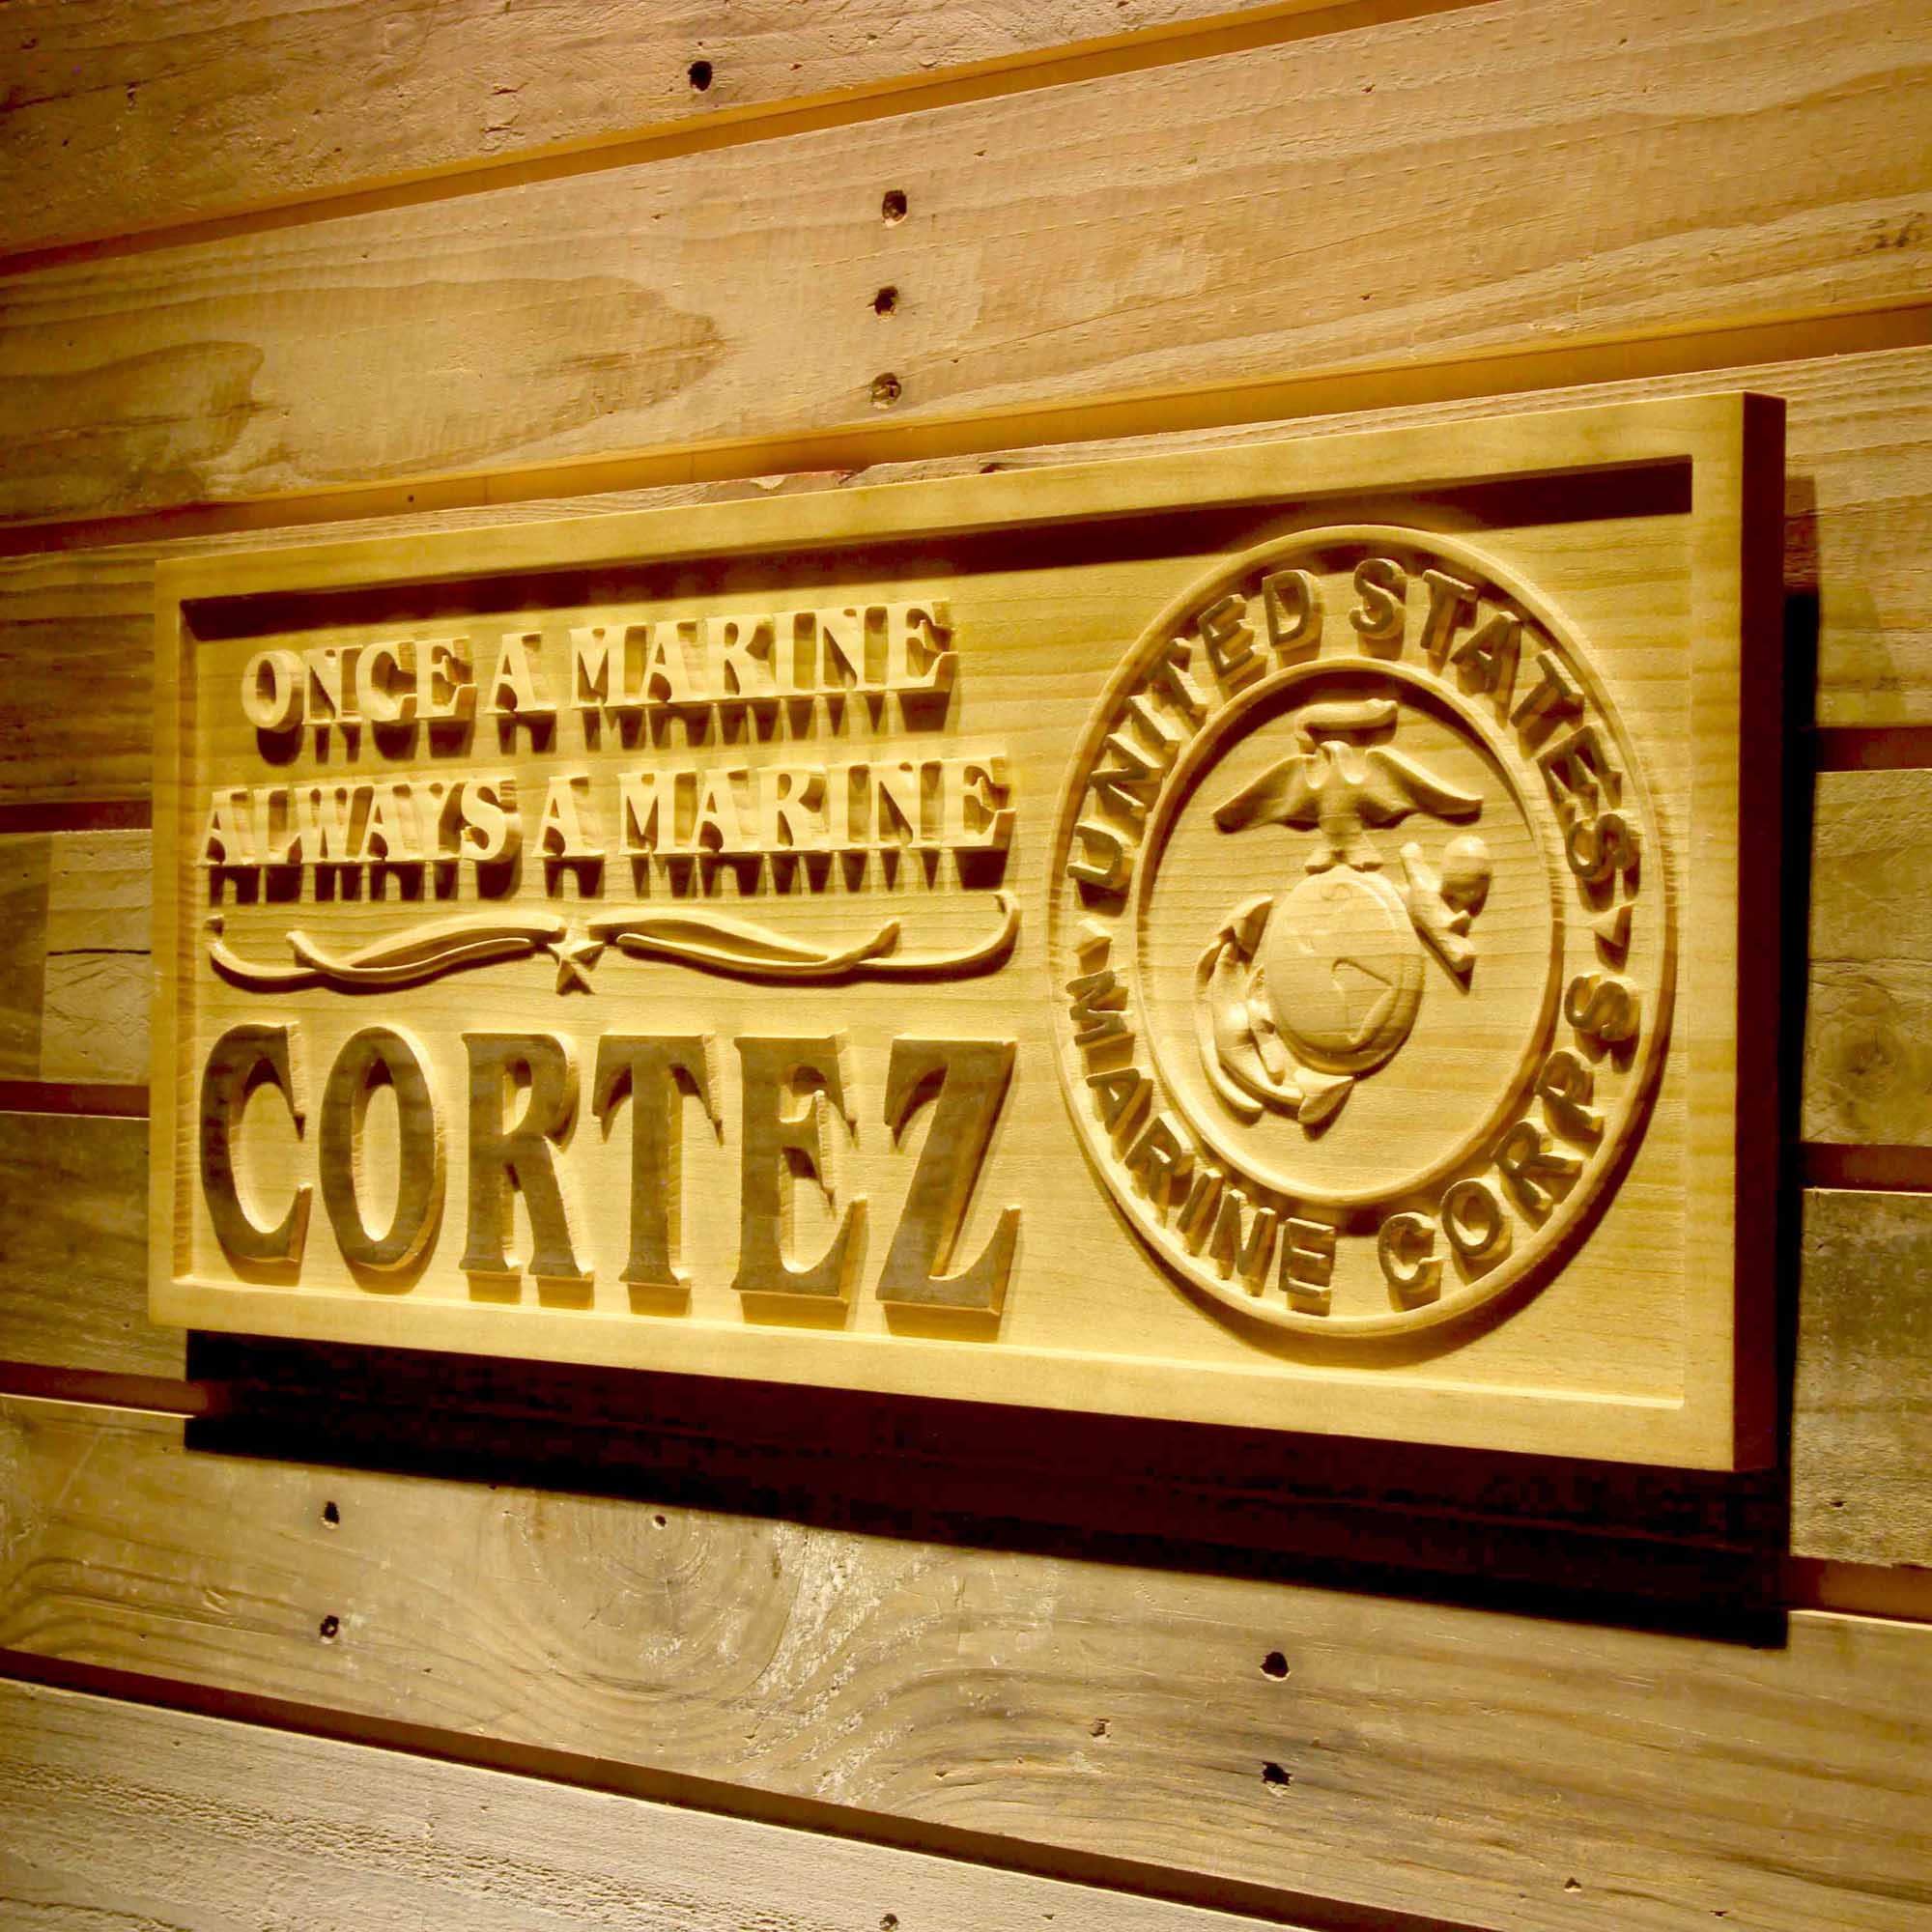 ONCE A MARINE
ALWAYS A MARINE
CORTEZ
UNITED STATES
MARINE CORPS